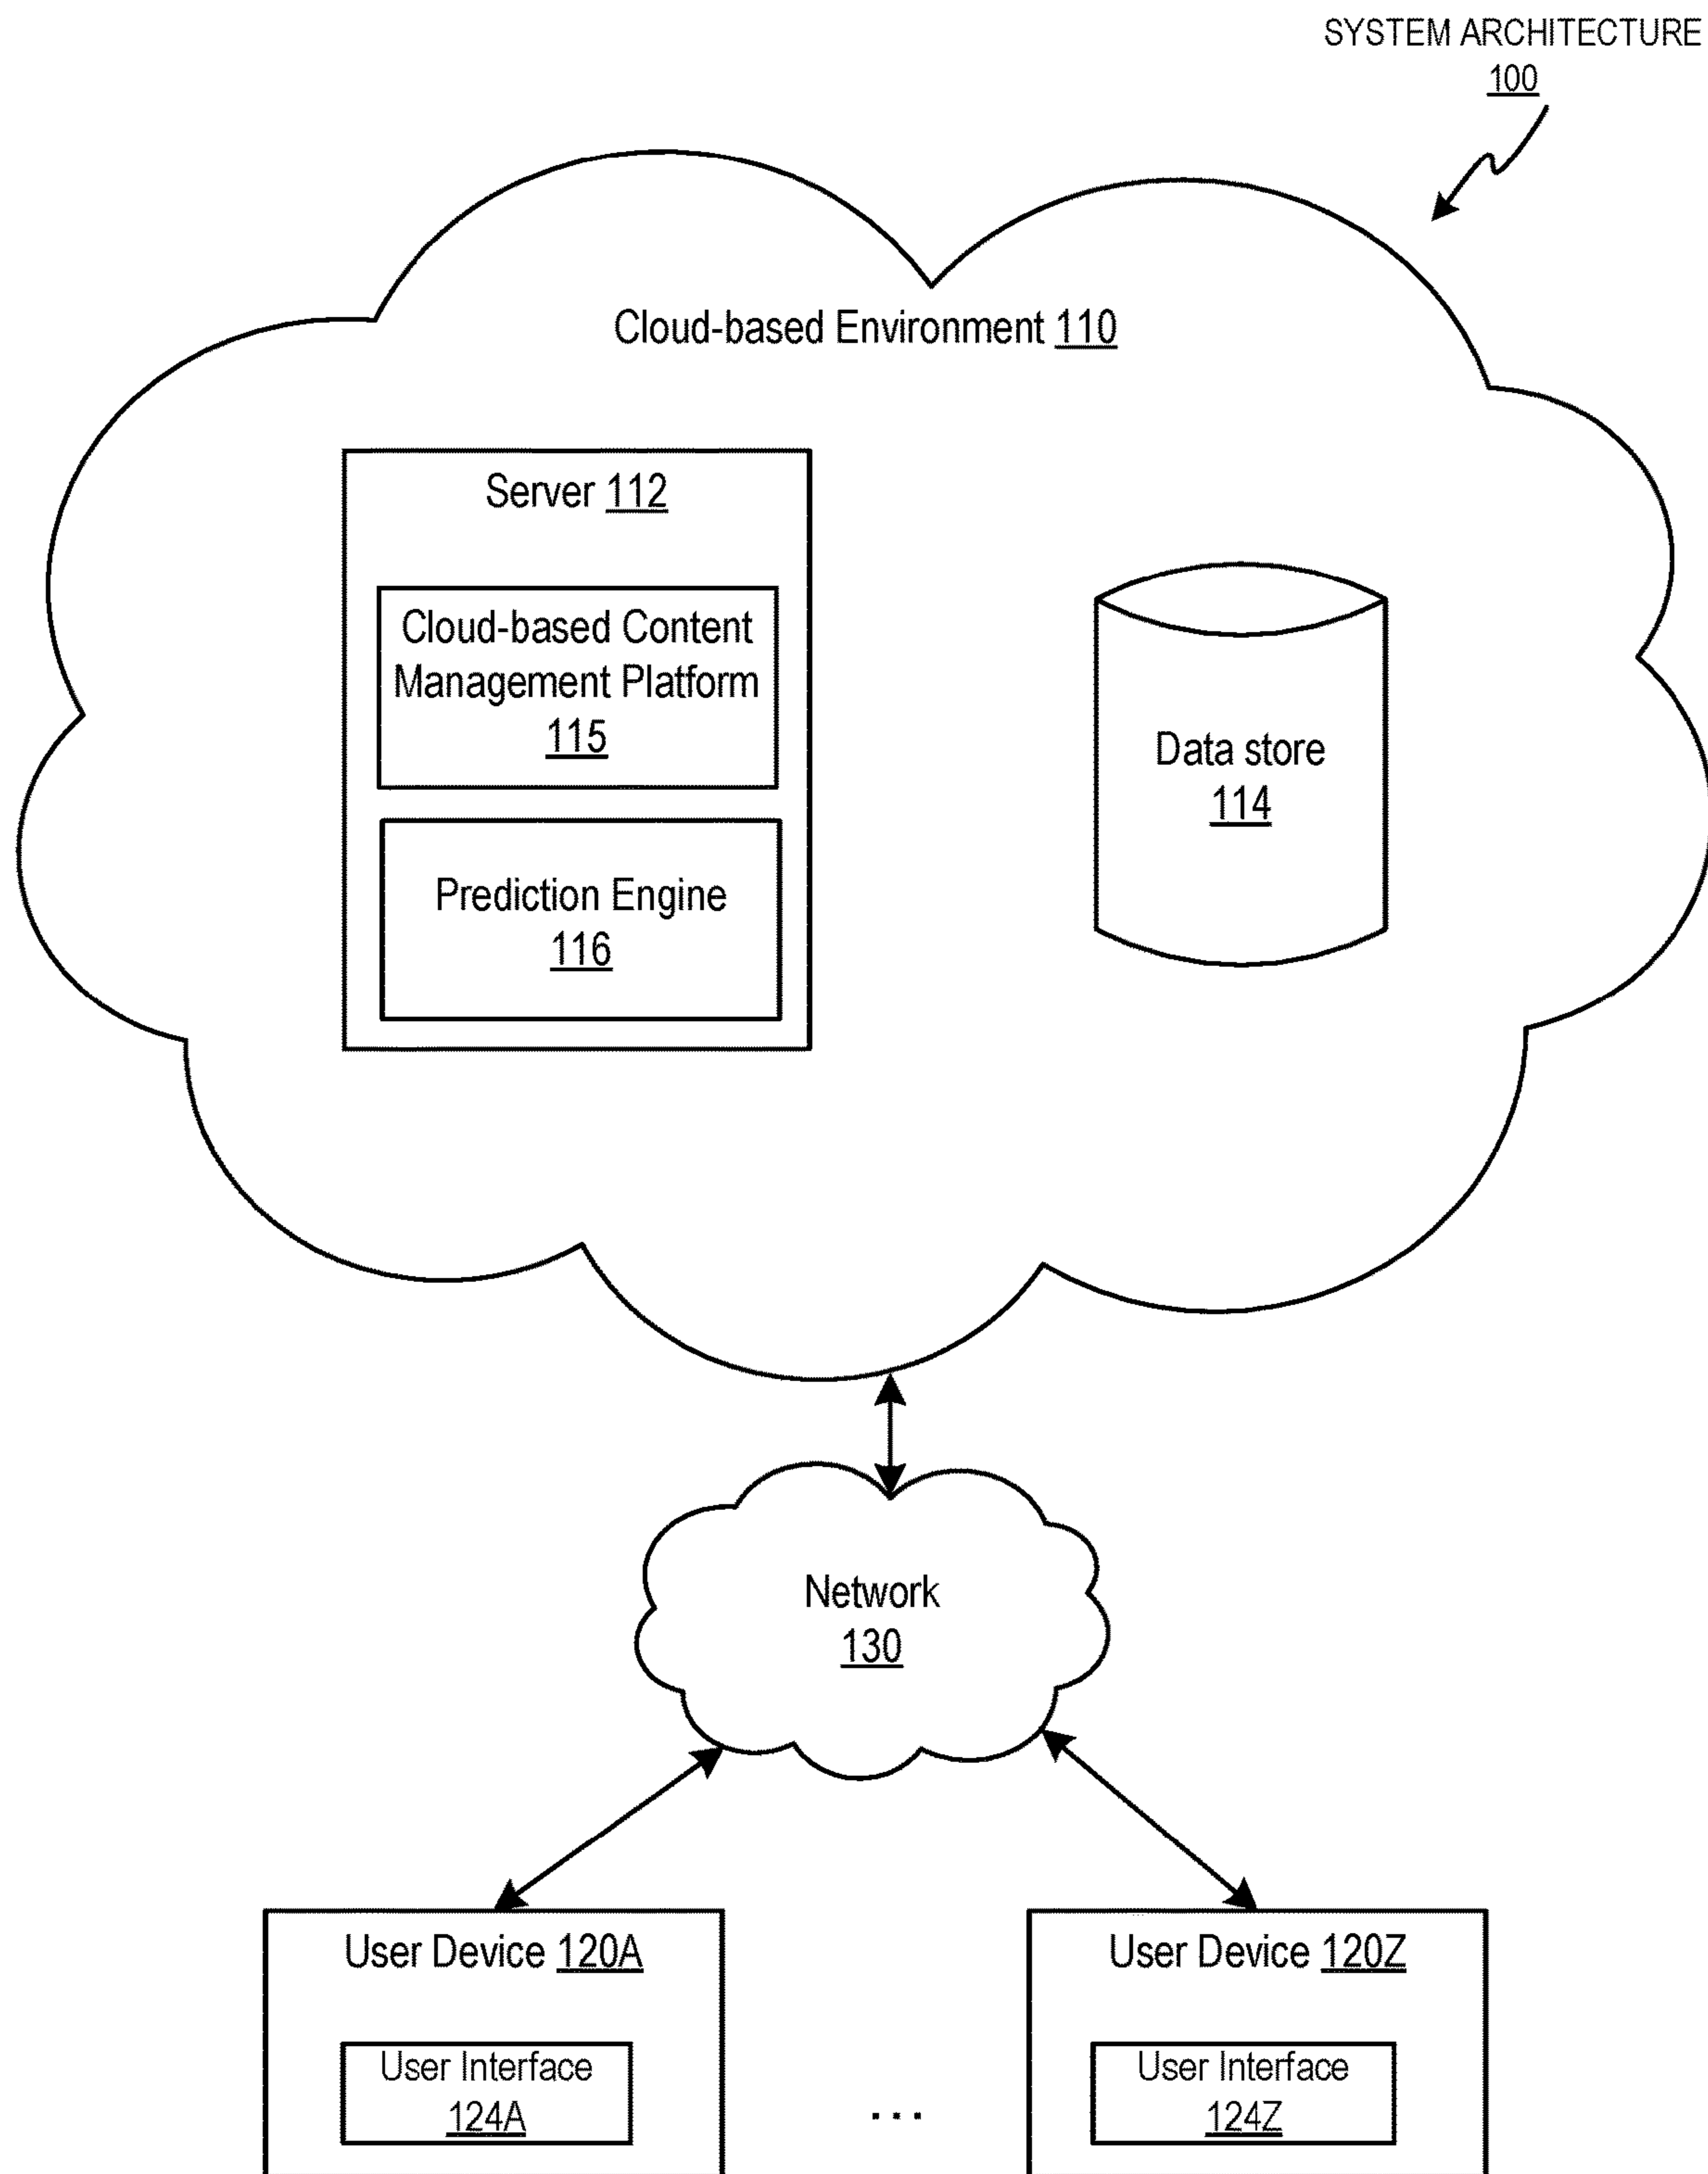 SYSTEM ARCHITECTURE
100
Cloud-based Environment 110
Server 112
Cloud-based Content
Management Platform
115
Prediction Engine
116
Data store
114
Network
130
User Device 120A
User Interface
124A
...
User Device 120Z
User Interface
124Z